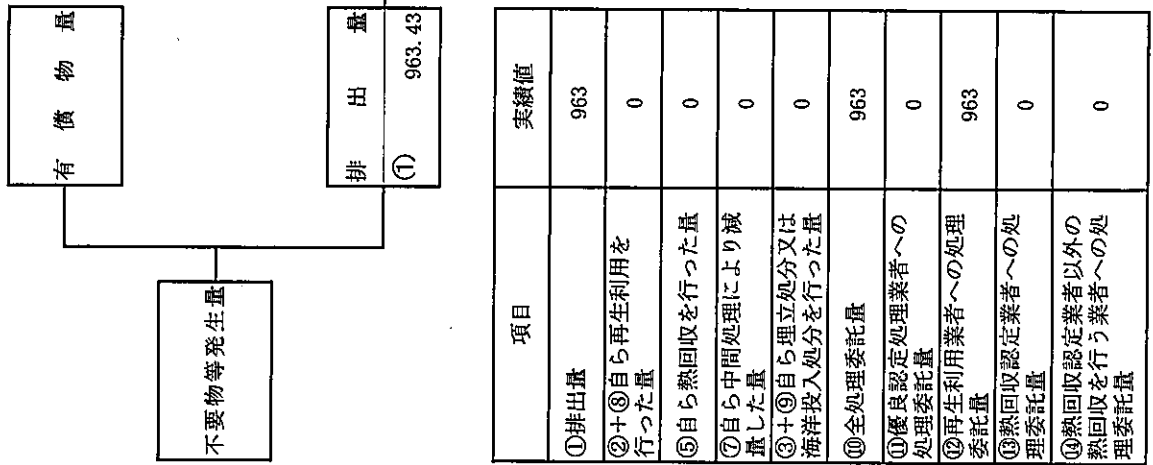 有償物量
排出量
① 963.43
不要物等発生量
項目 実績値
①排出量 963
②+⑧自ら再生利用を
行った量 0
⑤自ら熱回収を行った量 0
⑦自ら中間処理により減
量した量 0
③+⑨自ら埋立処分又は
海洋投入処分を行った量 0
⑩全処理委託量 963
⑪優良認定処理業者への
処理委託量 0
⑫再生利用業者への処理
委託量 963
⑬熱回収認定業者への処
理委託量 0
⑭熱回収認定業者以外の
熱回収を行う業者への処
理委託量 0